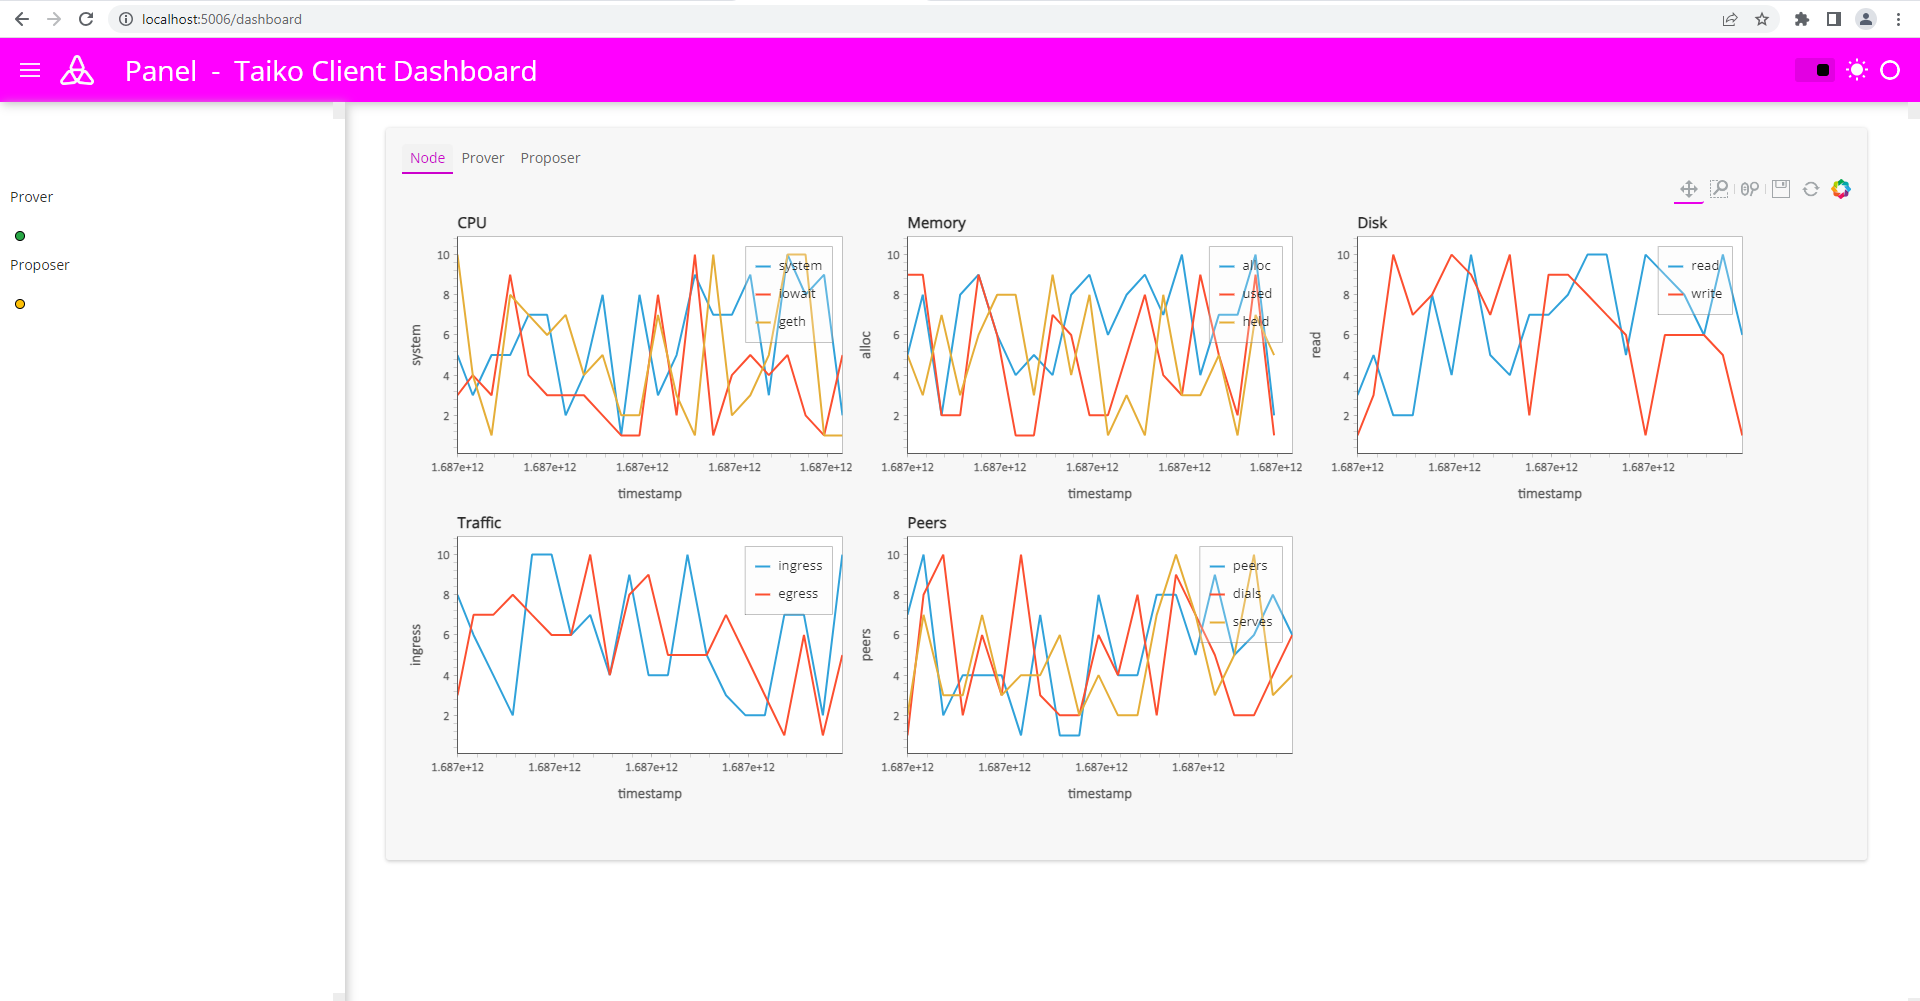 localhost:5006/dashboard
Panel - Taiko Client Dashboard
Prover
Proposer
Node Prover Proposer
CPU
system
iowait
geth
10
8
6
4
2
system
1.687e+12 1.687e+12 1.687e+12 1.687e+12 1.687e+12
timestamp
Memory
alloc
used
held
10
8
6
4
2
alloc
1.687e+12 1.687e+12 1.687e+12 1.687e+12 1.687e+12
timestamp
Disk
read
write
10
8
6
4
2
read
1.687e+12 1.687e+12 1.687e+12 1.687e+12
timestamp
Traffic
ingress
egress
10
8
6
4
2
ingress
1.687e+12 1.687e+12 1.687e+12 1.687e+12
timestamp
Peers
peers
dials
serves
10
8
6
4
2
peers
1.687e+12 1.687e+12 1.687e+12 1.687e+12
timestamp